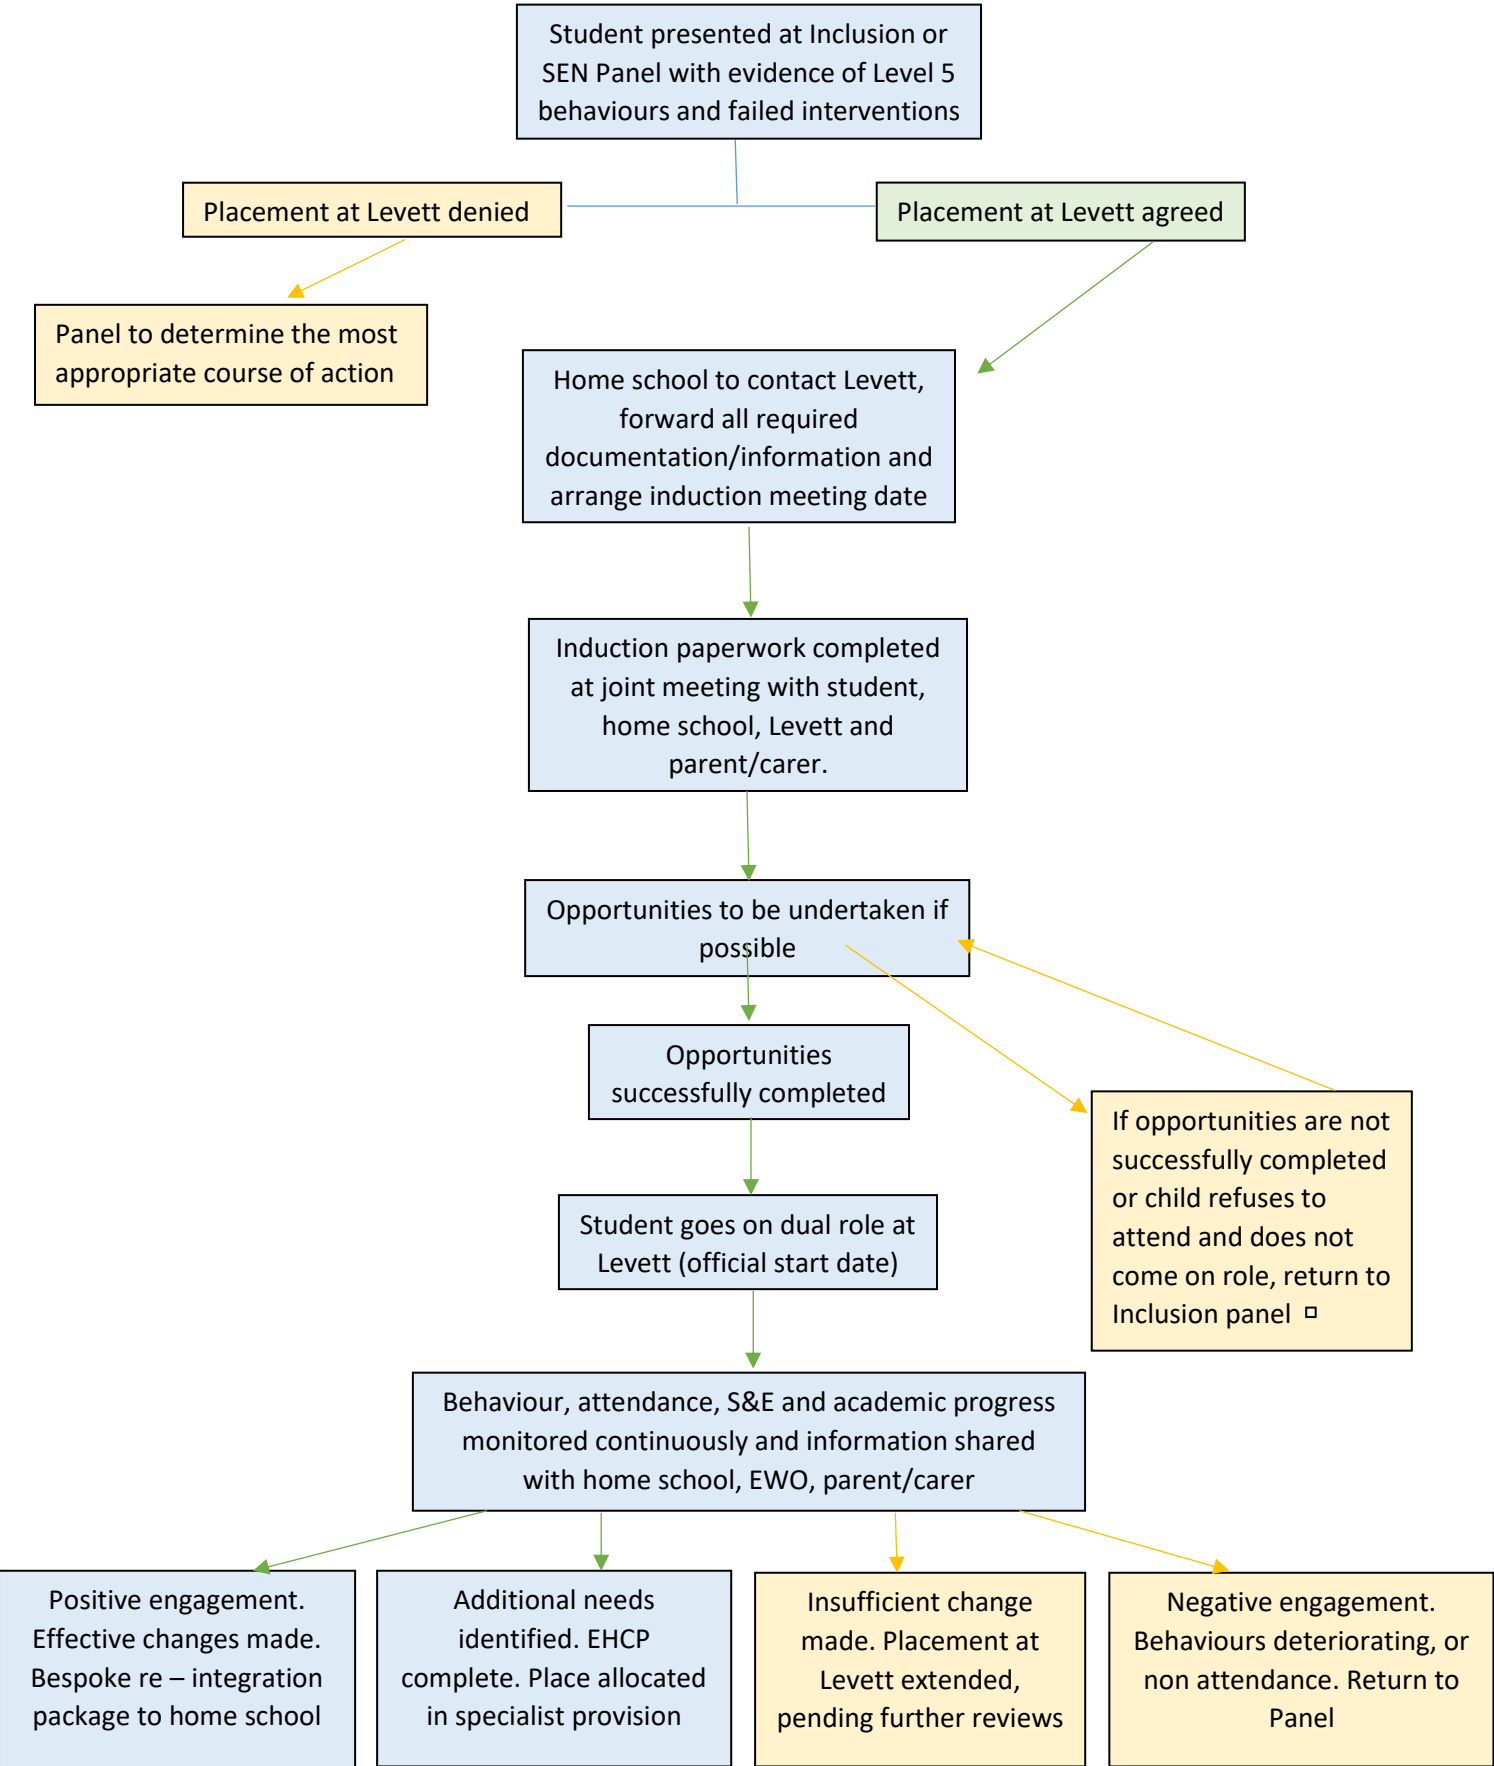 Student presented at Inclusion or
SEN Panel with evidence of Level 5
behaviours and failed interventions
Placement at Levett denied
Placement at Levett agreed
Panel to determine the most
appropriate course of action
Home school to contact Levett,
forward all required
documentation/information and
arrange induction meeting date
Induction paperwork completed
at joint meeting with student,
home school, Levett and
parent/carer.
Opportunities to be undertaken if
possible
Opportunities
successfully completed
If opportunities are not
successfully completed
or child refuses to
attend and does not
come on role, return to
Inclusion panel
Student goes on dual role at
Levett (official start date)
Behaviour, attendance, S&E and academic progress
monitored continuously and information shared
with home school, EWO, parent/carer
Positive engagement.
Effective changes made.
Bespoke re – integration
package to home school
Additional needs
identified. EHCP
complete. Place allocated
in specialist provision
Insufficient change
made. Placement at
Levett extended,
pending further reviews
Negative engagement.
Behaviours deteriorating, or
non attendance. Return to
Panel